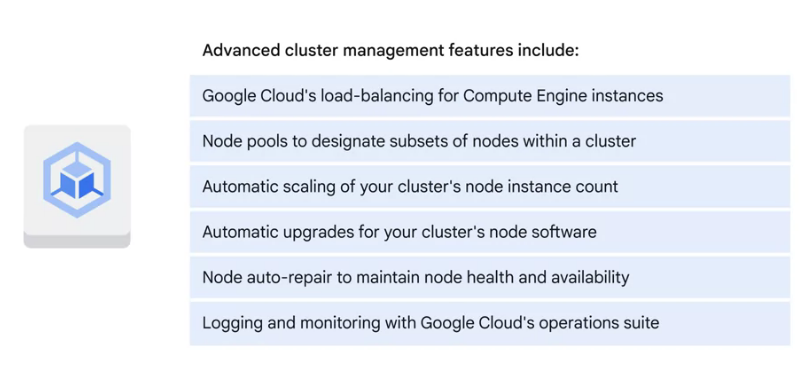 Advanced cluster management features include:
Google Cloud's load-balancing for Compute Engine instances
Node pools to designate subsets of nodes within a cluster
Automatic scaling of your cluster's node instance count
Automatic upgrades for your cluster's node software
Node auto-repair to maintain node health and availability
Logging and monitoring with Google Cloud's operations suite